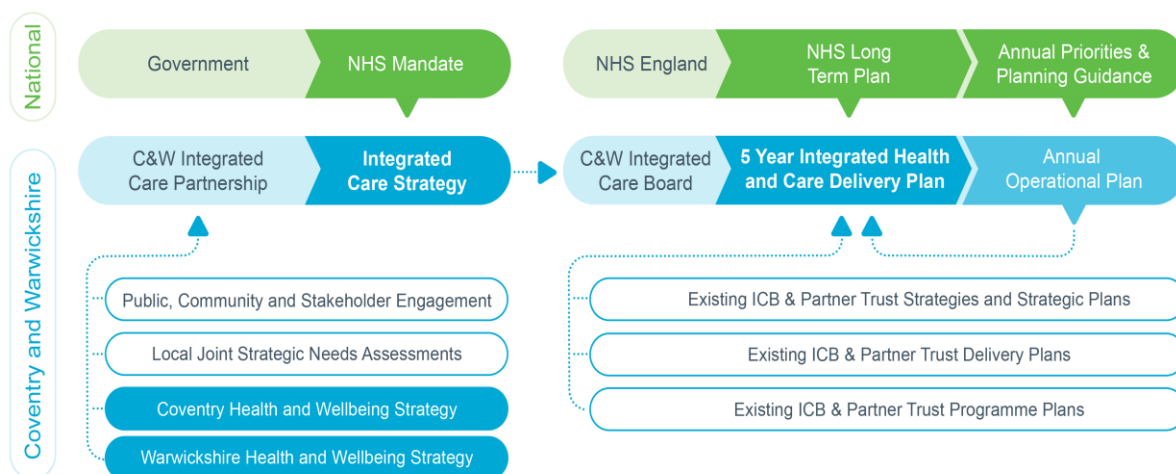 National
Government
NHS Mandate
NHS England
NHS Long
Term Plan
Annual Priorities &
Planning Guidance
Coventry and Warwickshire
C&W Integrated
Care Partnership
Integrated
Care Strategy
C&W Integrated
Care Board
5 Year Integrated Health
and Care Delivery Plan
Annual
Operational Plan
Public, Community and Stakeholder Engagement
Local Joint Strategic Needs Assessments
Coventry Health and Wellbeing Strategy
Warwickshire Health and Wellbeing Strategy
Existing ICB & Partner Trust Strategies and Strategic Plans
Existing ICB & Partner Trust Delivery Plans
Existing ICB & Partner Trust Programme Plans